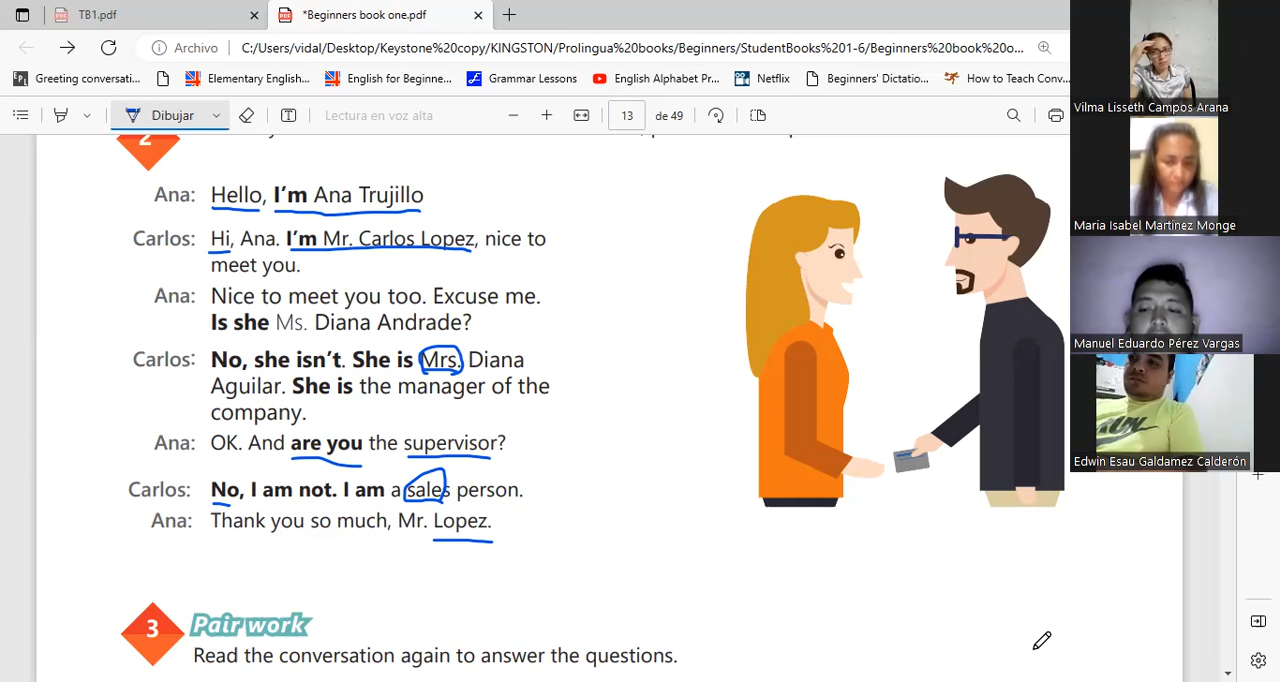 TB1.pdf
*Beginners book one.pdf
Archivo C:/Users/vidal/Desktop/Keystone%20copy/KINGSTON/Prolingua%20books/Beginners/StudentBooks%201-6/Beginners%20book%20o...
Greeting conversati... Elementary English... English for Beginne... Grammar Lessons English Alphabet Pr... Netflix Beginners' Dictatio... How to Teach Conv...
Dibujar Lectura en voz alta 13 de 49
2
Ana: Hello, I'm Ana Trujillo
Carlos: Hi, Ana. I'm Mr. Carlos Lopez, nice to
meet you.
Ana: Nice to meet you too. Excuse me.
Is she Ms. Diana Andrade?
Carlos: No, she isn't. She is Mrs. Diana
Aguilar. She is the manager of the
company.
Ana: OK. And are you the supervisor?
Carlos: No, I am not. I am a sales person.
Ana: Thank you so much, Mr. Lopez.
3 Pair work
Read the conversation again to answer the questions.
Vilma Lisseth Campos Arana
Maria Isabel Martinez Monge
Manuel Eduardo Pérez Vargas
Edwin Esau Galdamez Calderón